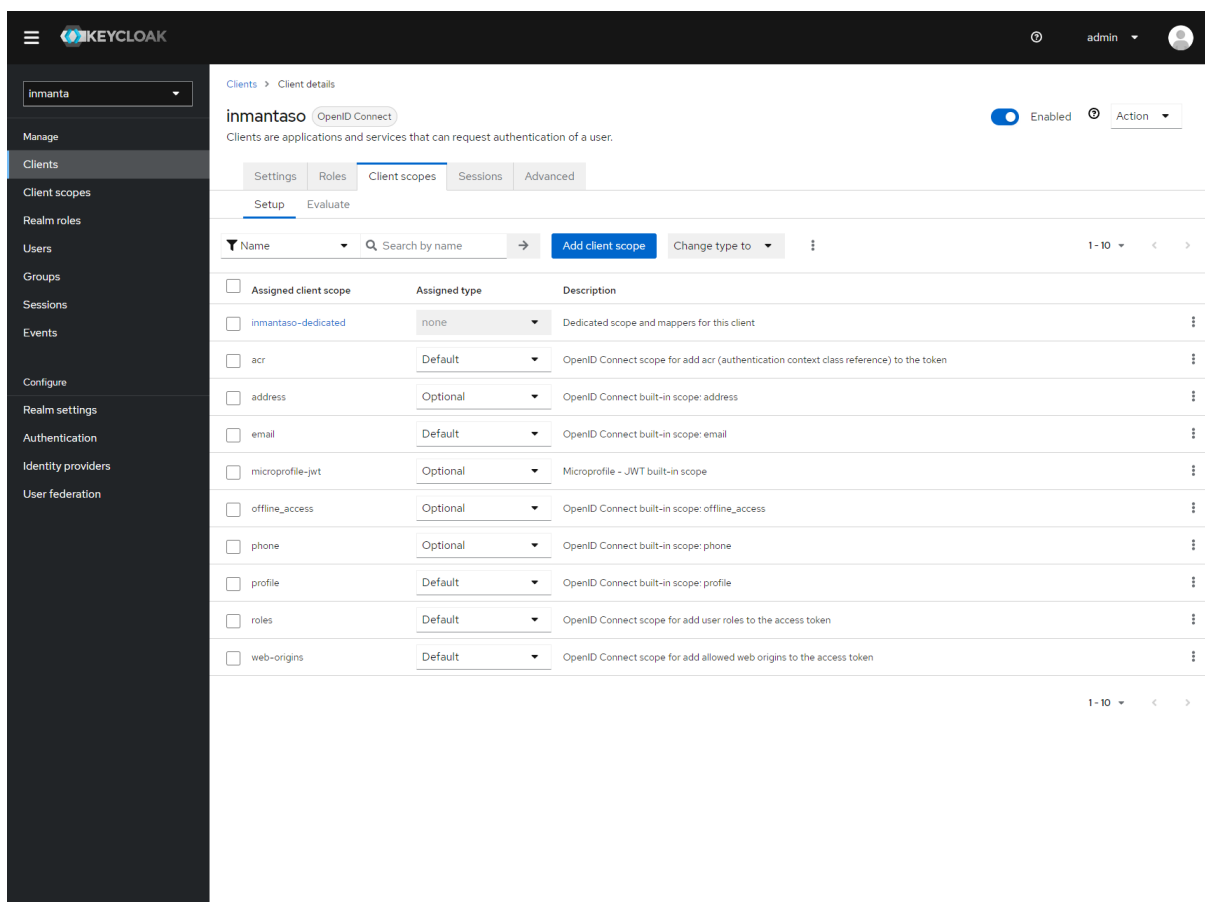 KEYCLOAK
admin
inmanta
Manage
Clients
Client scopes
Realm roles
Users
Groups
Sessions
Events
Configure
Realm settings
Authentication
Identity providers
User federation
Clients > Client details
inmantaso OpenID Connect
Enabled Action
Clients are applications and services that can request authentication of a user.
Settings Roles Client scopes Sessions Advanced
Setup Evaluate
Name Search by name Add client scope Change type to 1 - 10
Assigned client scope Assigned type Description
inmantaso-dedicated none Dedicated scope and mappers for this client
acr Default OpenID Connect scope for add acr (authentication context class reference) to the token
address Optional OpenID Connect built-in scope: address
email Default OpenID Connect built-in scope: email
microprofile-jwt Optional Microprofile - JWT built-in scope
offline_access Optional OpenID Connect built-in scope: offline_access
phone Optional OpenID Connect built-in scope: phone
profile Default OpenID Connect built-in scope: profile
roles Default OpenID Connect scope for add user roles to the access token
web-origins Default OpenID Connect scope for add allowed web origins to the access token
1 - 10